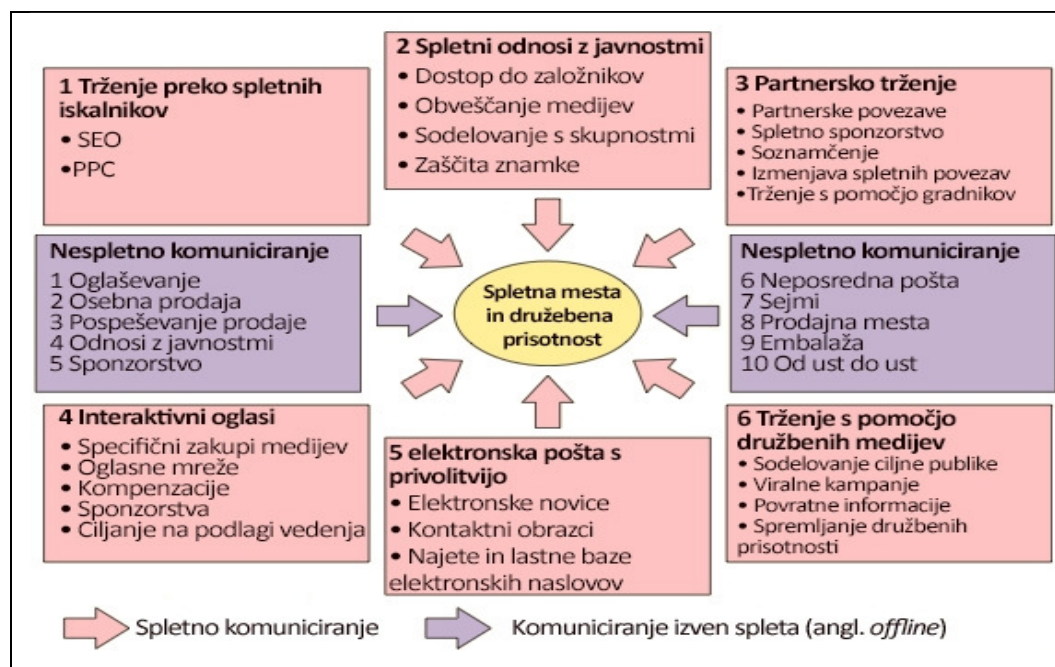 1 Trženje preko spletnih
iskalnikov
• SEO
•PPC
2 Spletni odnosi z javnostmi
• Dostop do založnikov
• Obveščanje medijev
• Sodelovanje s skupnostmi
• Zaščita znamke
3 Partnersko trženje
• Partnerske povezave
• Spletno sponzorstvo
• Soznamčenje
• Izmenjava spletnih povezav
•Trženje s pomočjo gradnikov
Nespletno komuniciranje
1 Oglaševanje
2 Osebna prodaja
3 Pospeševanje prodaje
4 Odnosi z javnostmi
5 Sponzorstvo
Spletna mesta
in družebena
prisotnost
Nespletno komuniciranje
6 Neposredna pošta
7 Sejmi
8 Prodajna mesta
9 Embalaža
10 Od ust do ust
4 Interaktivni oglasi
• Specifični zakupi medijev
• Oglasne mreže
• Kompenzacije
• Sponzorstva
• Ciljanje na podlagi vedenja
5 elektronska pošta s
privolitvijo
• Elektronske novice
• Kontaktni obrazci
• Najete in lastne baze
elektronskih naslovov
6 Trženje s pomočjo
družbenih medijev
• Sodelovanje ciljne publike
• Viralne kampanje
• Povratne informacije
• Spremljanje družbenih
prisotnosti
Spletno komuniciranje
Komuniciranje izven spleta (angl. offline)